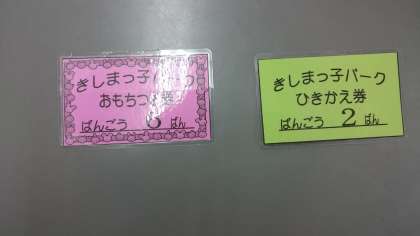 きしまっ子
おもちつ
ばんごう 6 ばん
きしまっ子パーク
ひきかえ券
ばんごう 2 ばん